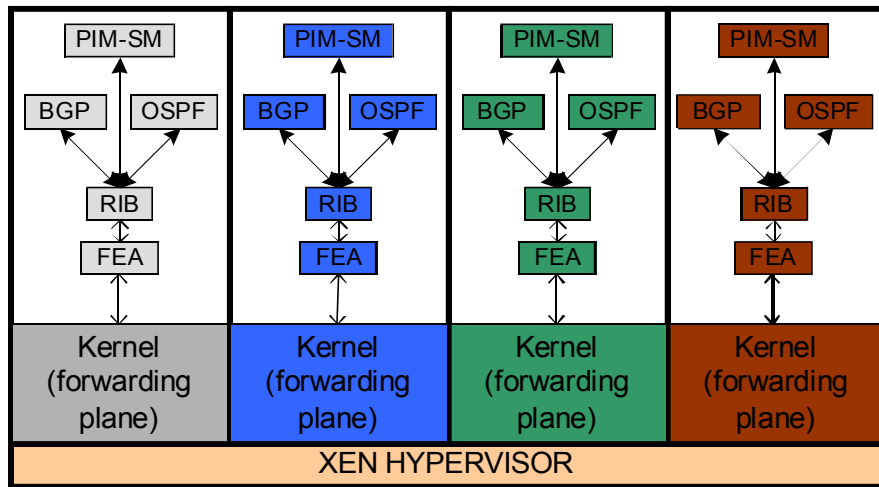 PIM-SM PIM-SM PIM-SM PIM-SM
BGP OSPF BGP OSPF BGP OSPF BGP OSPF
RIB RIB RIB RIB
FEA FEA FEA FEA
Kernel Kernel Kernel Kernel
(forwarding (forwarding (forwarding (forwarding
plane) plane) plane) plane)
XEN HYPERVISOR